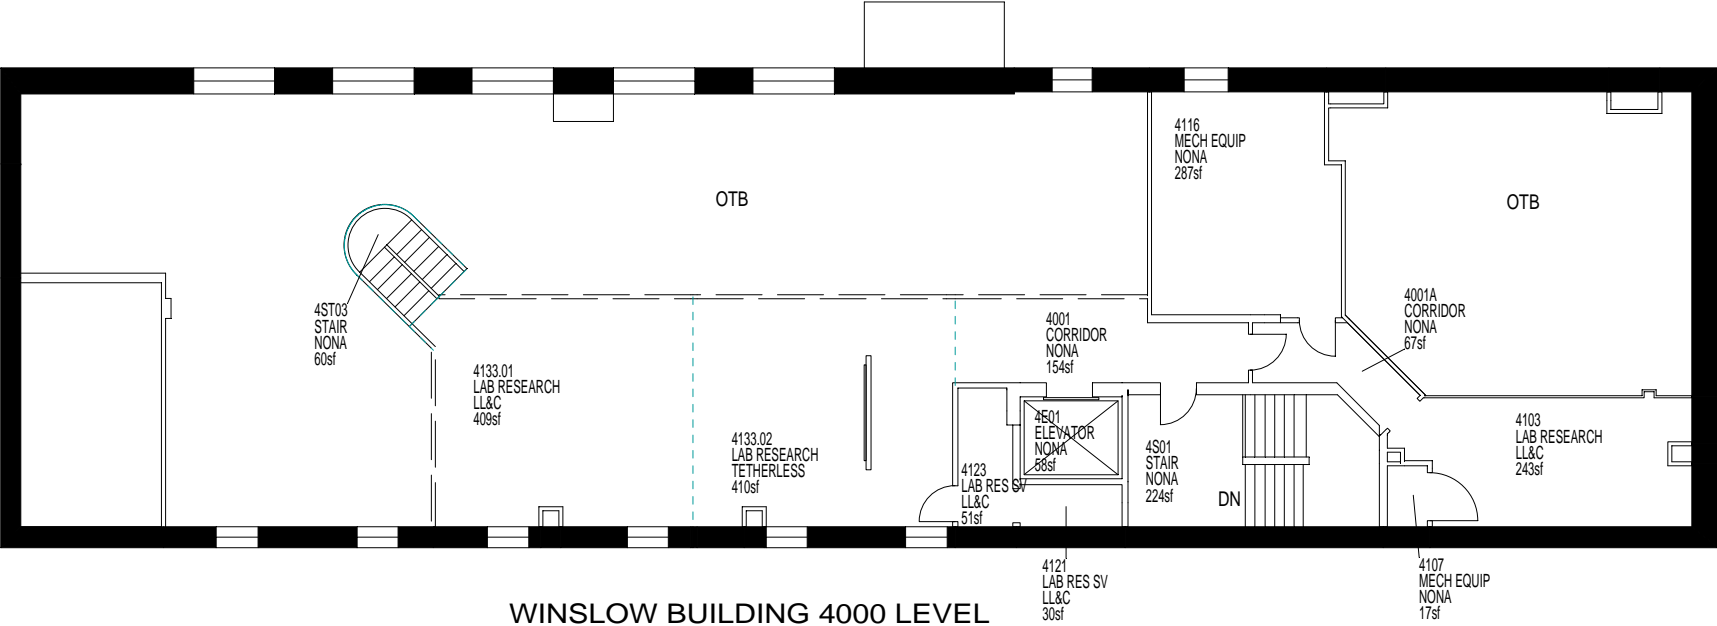 4116
MECH EQUIP
NONA
287sf
OTB
OTB
4ST03
STAIR
NONA
60sf
4001A
CORRIDOR
NONA
67sf
4001
CORRIDOR
NONA
154sf
4133.01
LAB RESEARCH
LL&C
409sf
4133.02
LAB RESEARCH
TETHERLESS
410sf
4E01
ELEVATOR
NONA
58sf
4103
LAB RESEARCH
LL&C
243sf
4S01
STAIR
NONA
224sf
4123
LAB RES SV
LL&C
51sf
DN
4121
LAB RES SV
LL&C
30sf
4107
MECH EQUIP
NONA
17sf
WINSLOW BUILDING 4000 LEVEL